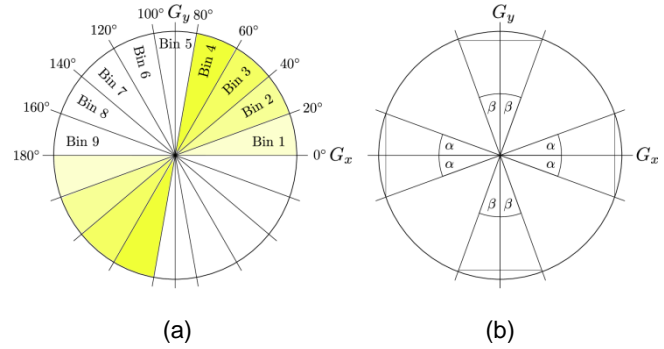 100° G_y 80°
120° 60°
140° 40°
160° 20°
180° 0° G_x
Bin 1
Bin 2
Bin 3
Bin 4
Bin 5
Bin 6
Bin 7
Bin 8
Bin 9
(a)
G_y
β β
α α
α α
G_x
β β
(b)